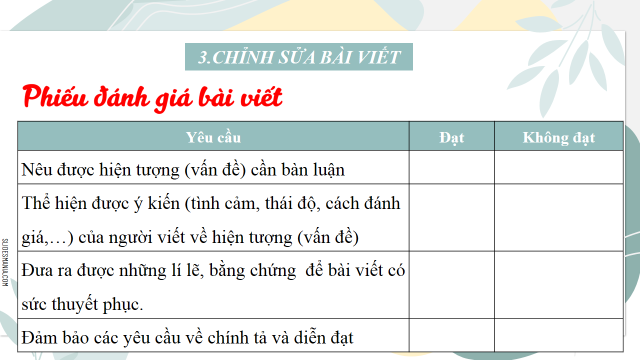 3.CHỈNH SỬA BÀI VIẾT
Phiếu đánh giá bài viết
Yêu cầu
Đạt
Không đạt
Nêu được hiện tượng (vấn đề) cần bàn luận
Thể hiện được ý kiến (tình cảm, thái độ, cách đánh
giá,…) của người viết về hiện tượng (vấn đề)
Đưa ra được những lí lẽ, bằng chứng để bài viết có
sức thuyết phục.
Đảm bảo các yêu cầu về chính tả và diễn đạt
SLIDESMANIA.COM